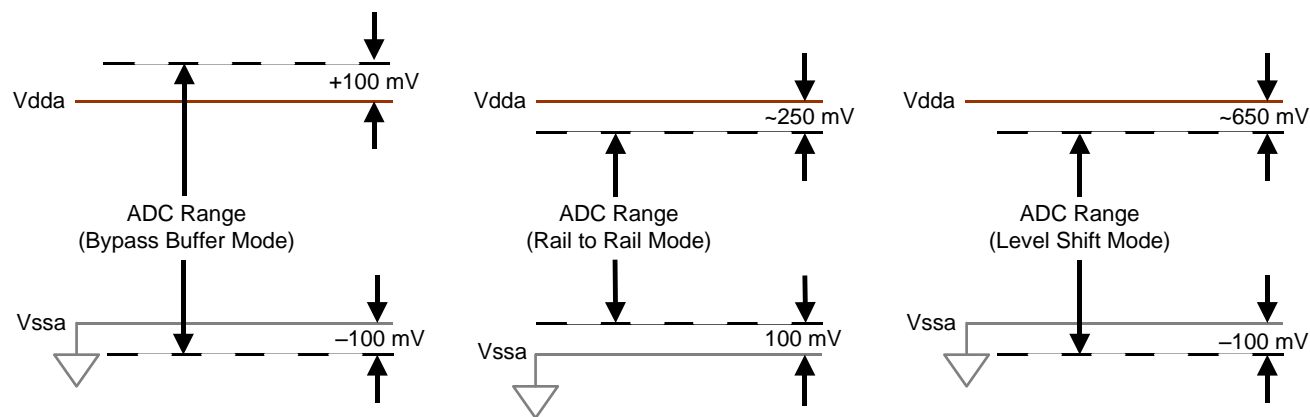 +100 mV
Vdda
ADC Range
(Bypass Buffer Mode)
Vssa
–100 mV
Vdda
~250 mV
ADC Range
(Rail to Rail Mode)
100 mV
Vssa
Vdda
~650 mV
ADC Range
(Level Shift Mode)
Vssa
–100 mV